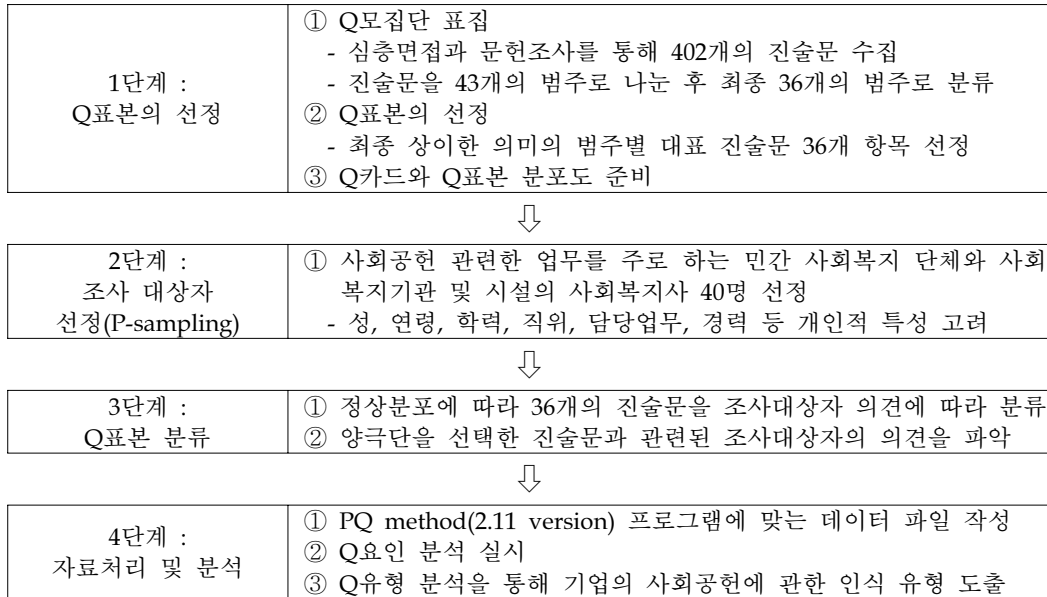 1단계 :
Q표본의 선정
① Q모집단 표집
- 심층면접과 문헌조사를 통해 402개의 진술문 수집
- 진술문을 43개의 범주로 나눈 후 최종 36개의 범주로 분류
② Q표본의 선정
- 최종 상이한 의미의 범주별 대표 진술문 36개 항목 선정
③ Q카드와 Q표본 분포도 준비
⇩
2단계 :
조사 대상자
선정(P-sampling)
① 사회공헌 관련한 업무를 주로 하는 민간 사회복지 단체와 사회
복지기관 및 시설의 사회복지사 40명 선정
- 성, 연령, 학력, 직위, 담당업무, 경력 등 개인적 특성 고려
⇩
3단계 :
Q표본 분류
① 정상분포에 따라 36개의 진술문을 조사대상자 의견에 따라 분류
② 양극단을 선택한 진술문과 관련된 조사대상자의 의견을 파악
⇩
4단계 :
자료처리 및 분석
① PQ method(2.11 version) 프로그램에 맞는 데이터 파일 작성
② Q요인 분석 실시
③ Q유형 분석을 통해 기업의 사회공헌에 관한 인식 유형 도출